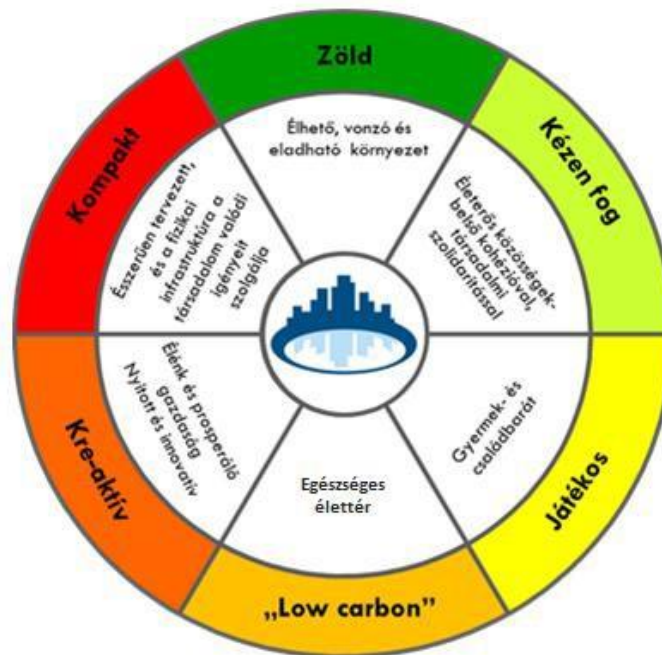 Zöld
Élhető, vonzó és
eladható környezet
Kézen fog
Életerős közösségek-
belső kohézióval,
társadalmi
szolidaritással
Játékos
Gyermek- és
családbarát
„Low carbon”
Egészséges
élettér
Kre-aktív
Élénk és prosperáló
gazdaság
Nyitott és innovatív
Kompakt
Ésszerűen tervezett,
és a fizikai
infrastruktúra a
társadalom valódi
igényeit
szolgálja